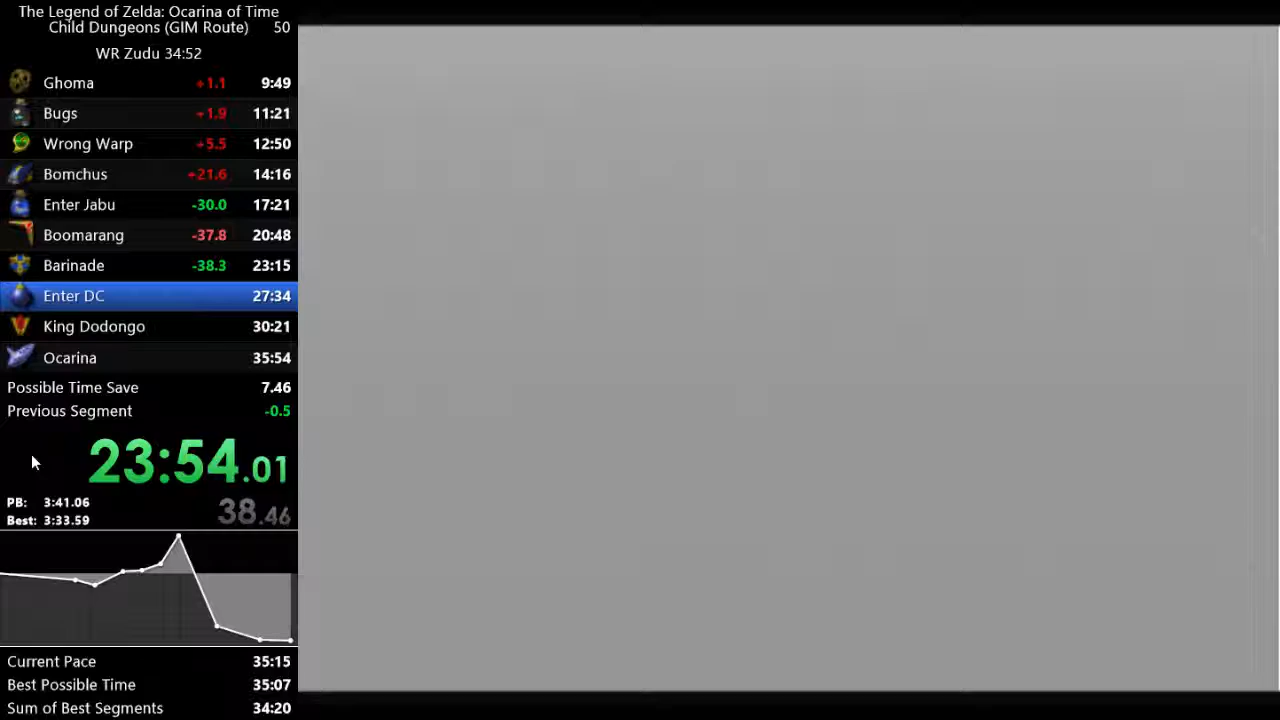 The Legend of Zelda: Ocarina of Time
Child Dungeons (GIM Route) 50
WR Zudu 34:52
Ghoma +1.1 9:49
Bugs +1.9 11:21
Wrong Warp +5.5 12:50
Bomchus +21.6 14:16
Enter Jabu -30.0 17:21
Boomarang -37.8 20:48
Barinade -38.3 23:15
Enter DC 27:34
King Dodongo 30:21
Ocarina 35:54
Possible Time Save 7.46
Previous Segment -0.5
23:54.01
PB: 3:41.06 38.46
Best: 3:33.59
Current Pace 35:15
Best Possible Time 35:07
Sum of Best Segments 34:20